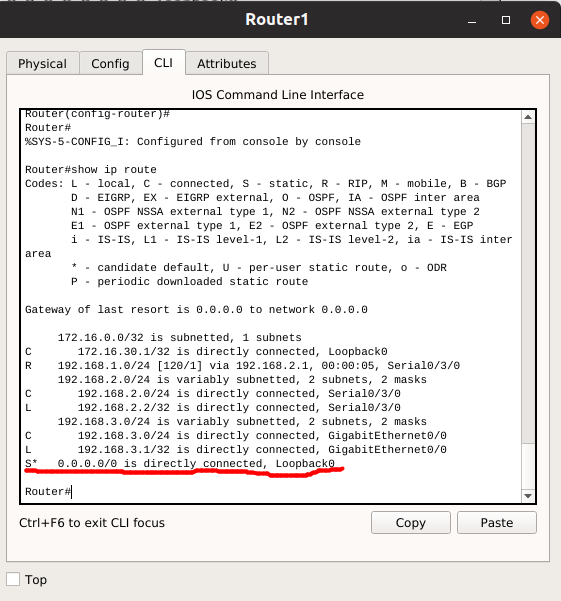 Router1
Physical Config CLI Attributes
IOS Command Line Interface
Router(config-router)#
Router#
%SYS-5-CONFIG_I: Configured from console by console
Router#show ip route
Codes: L - local, C - connected, S - static, R - RIP, M - mobile, B - BGP
D - EIGRP, EX - EIGRP external, O - OSPF, IA - OSPF inter area
N1 - OSPF NSSA external type 1, N2 - OSPF NSSA external type 2
E1 - OSPF external type 1, E2 - OSPF external type 2, E - EGP
i - IS-IS, L1 - IS-IS level-1, L2 - IS-IS level-2, ia - IS-IS inter
area
* - candidate default, U - per-user static route, o - ODR
P - periodic downloaded static route
Gateway of last resort is 0.0.0.0 to network 0.0.0.0
172.16.0.0/32 is subnetted, 1 subnets
C 172.16.30.1/32 is directly connected, Loopback0
R 192.168.1.0/24 [120/1] via 192.168.2.1, 00:00:05, Serial0/3/0
192.168.2.0/24 is variably subnetted, 2 subnets, 2 masks
C 192.168.2.0/24 is directly connected, Serial0/3/0
L 192.168.2.2/32 is directly connected, Serial0/3/0
192.168.3.0/24 is variably subnetted, 2 subnets, 2 masks
C 192.168.3.0/24 is directly connected, GigabitEthernet0/0
L 192.168.3.1/32 is directly connected, GigabitEthernet0/0
S* 0.0.0.0/0 is directly connected, Loopback0
Router#
Ctrl+F6 to exit CLI focus Copy Paste
Top